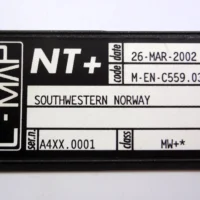 C-MAP
NT+
date 26-MAR-2002
code M-EN-C559.03
SOUTHWESTERN NORWAY
ser.n. A4XX.0001
class MW+*